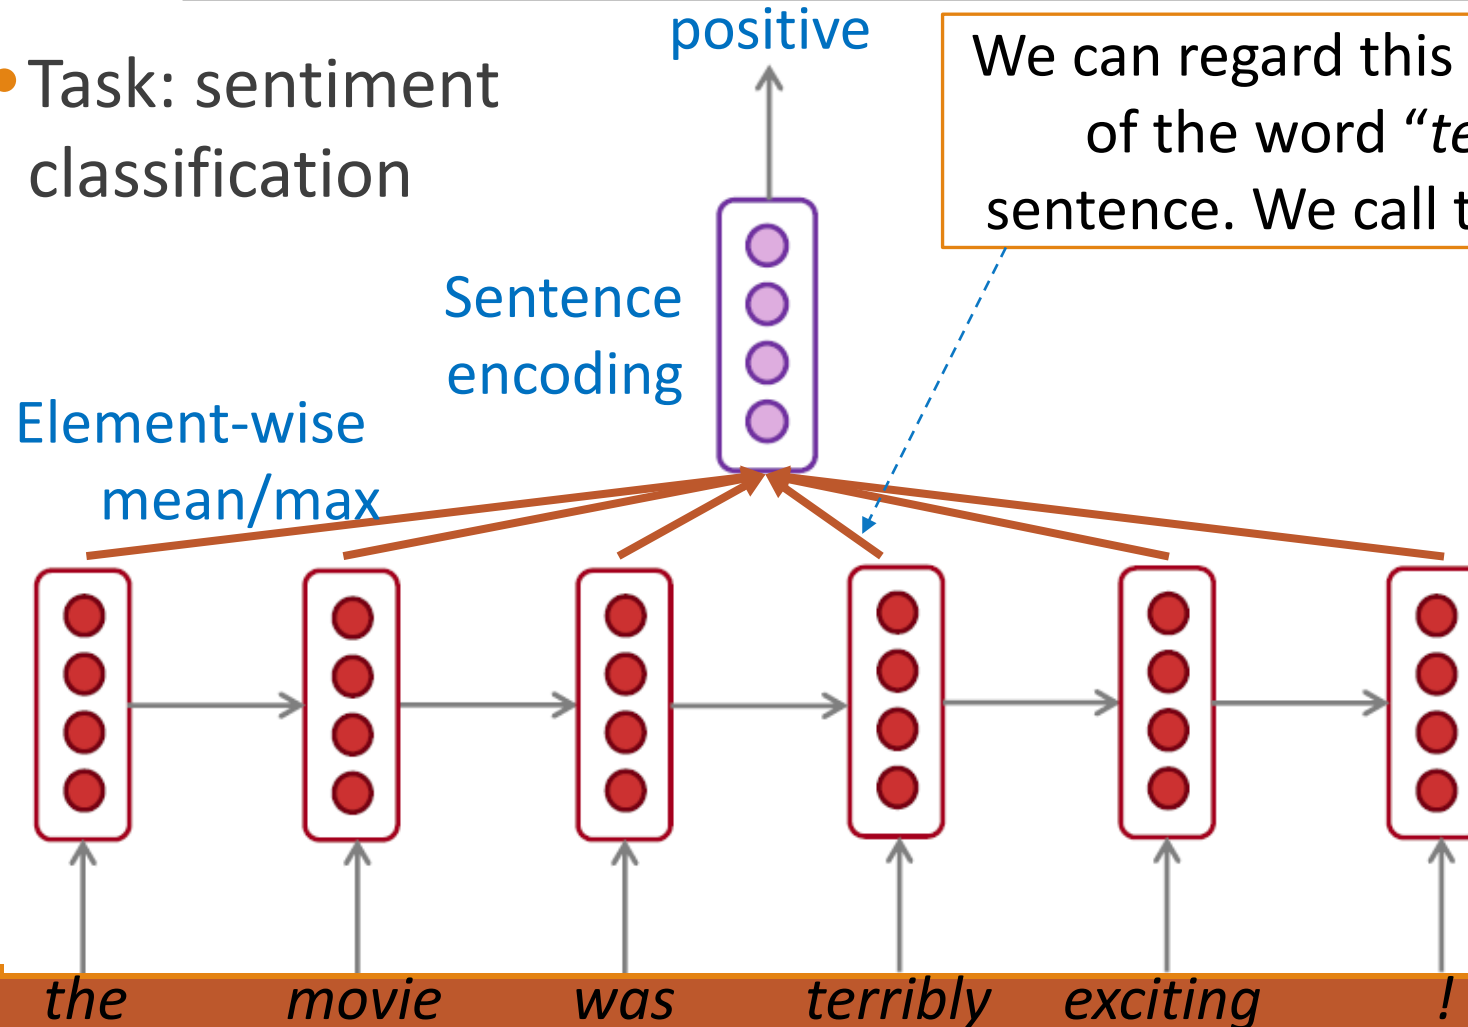 positive
• Task: sentiment
classification
We can regard this
of the word “te
sentence. We call t
Sentence
encoding
Element-wise
mean/max
the movie was terribly exciting !